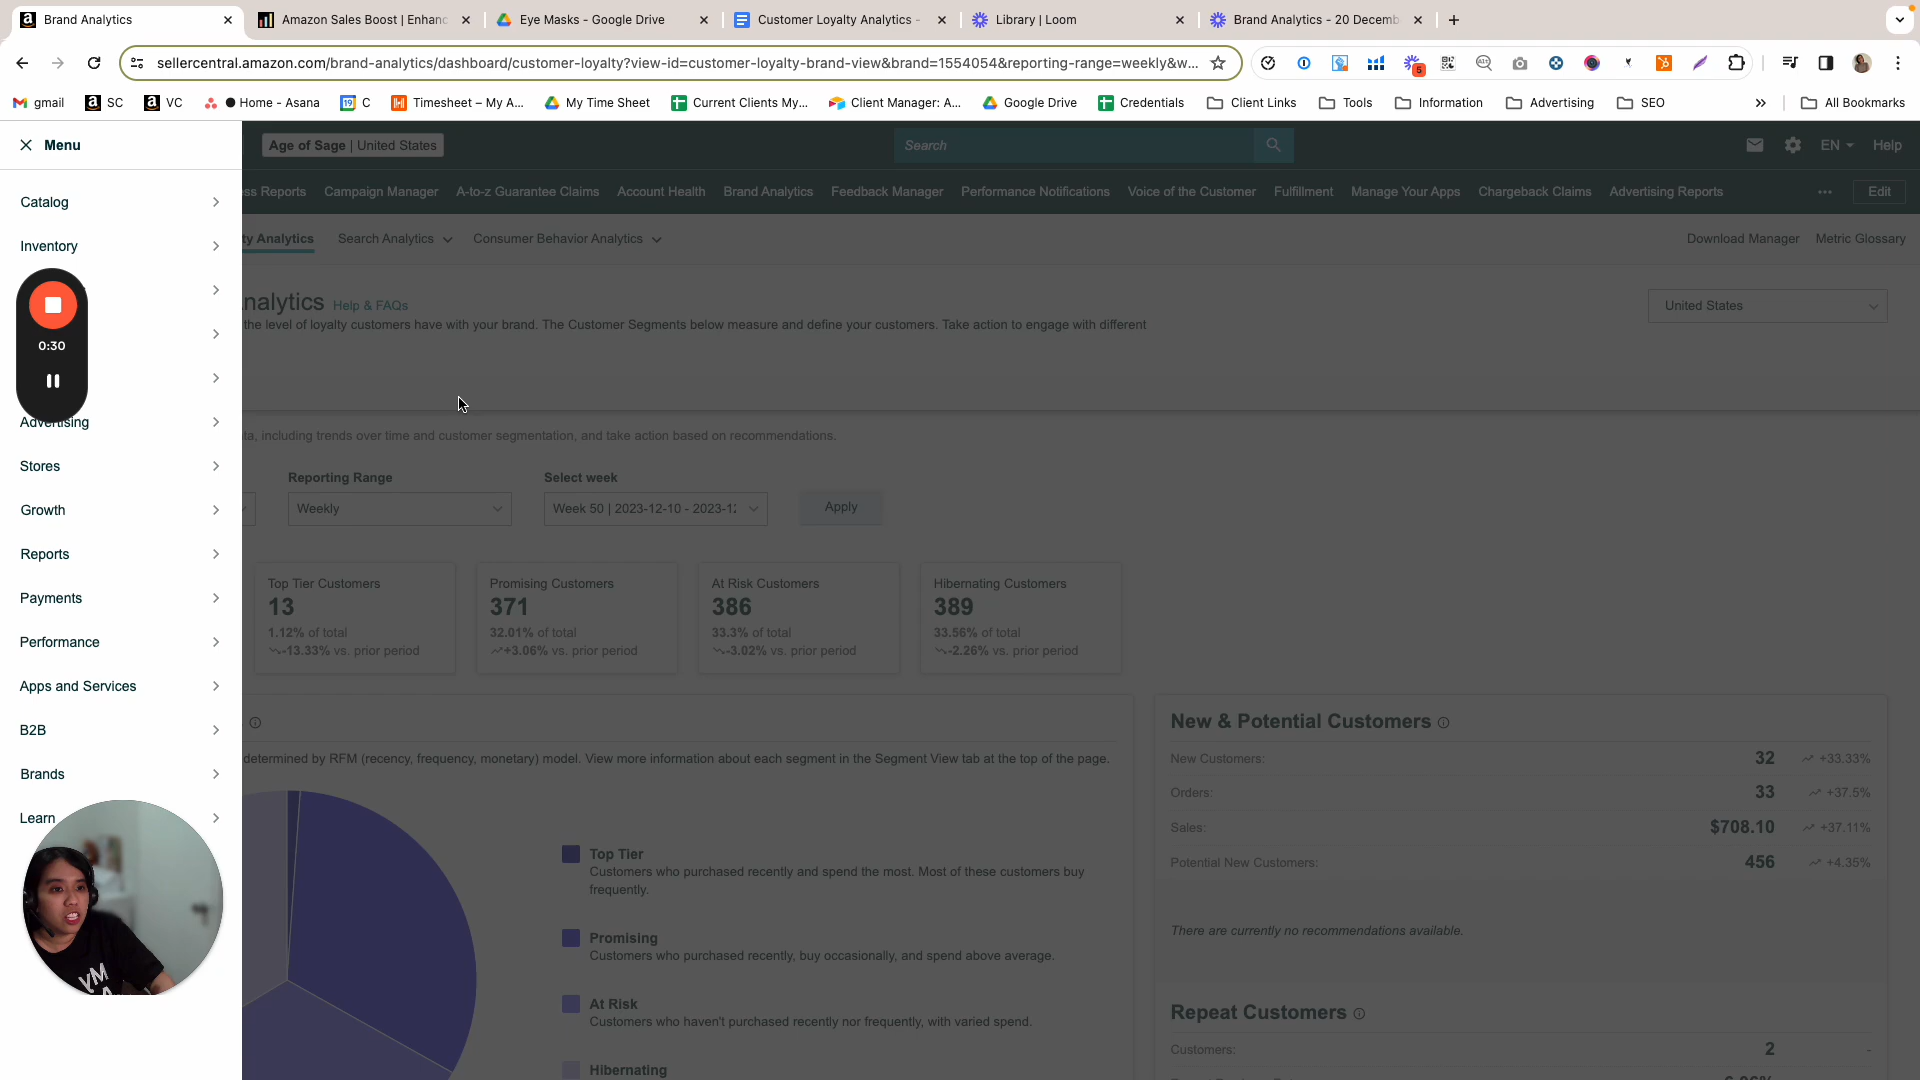 Brand Analytics
Amazon Sales Boost | Enhanc
Eye Masks - Google Drive
Customer Loyalty Analytics -
Library | Loom
Brand Analytics - 20 Decemb
sellercentral.amazon.com/brand-analytics/dashboard/customer-loyalty?view-id=customer-loyalty-brand-view&brand=1554054&reporting-range=weekly&w...
5
gmail
SC
VC
Home - Asana
19 C
Timesheet – My A...
My Time Sheet
Current Clients My...
Client Manager: A...
Google Drive
Credentials
Client Links
Tools
Information
Advertising
SEO
All Bookmarks
Menu
Age of Sage | United States
Search
EN
Help
ss Reports
Campaign Manager
A-to-z Guarantee Claims
Account Health
Brand Analytics
Feedback Manager
Performance Notifications
Voice of the Customer
Fulfillment
Manage Your Apps
Chargeback Claims
Advertising Reports
Edit
Catalog
Inventory
0:30
Advertising
Stores
Growth
Reports
Payments
Performance
Apps and Services
B2B
Brands
Learn
ty Analytics
Search Analytics
Consumer Behavior Analytics
Download Manager
Metric Glossary
nalytics Help & FAQs
the level of loyalty customers have with your brand. The Customer Segments below measure and define your customers. Take action to engage with different
United States
ta, including trends over time and customer segmentation, and take action based on recommendations.
Reporting Range
Weekly
Select week
Week 50 | 2023-12-10 - 2023-12
Apply
Top Tier Customers
13
1.12% of total
-13.33% vs. prior period
Promising Customers
371
32.01% of total
+3.06% vs. prior period
At Risk Customers
386
33.3% of total
-3.02% vs. prior period
Hibernating Customers
389
33.56% of total
-2.26% vs. prior period
determined by RFM (recency, frequency, monetary) model. View more information about each segment in the Segment View tab at the top of the page.
Top Tier
Customers who purchased recently and spend the most. Most of these customers buy
frequently.
Promising
Customers who purchased recently, buy occasionally, and spend above average.
At Risk
Customers who haven't purchased recently nor frequently, with varied spend.
Hibernating
New & Potential Customers
New Customers: 32 +33.33%
Orders: 33 +37.5%
Sales: $708.10 +37.11%
Potential New Customers: 456 +4.35%
There are currently no recommendations available.
Repeat Customers
Customers: 2 -